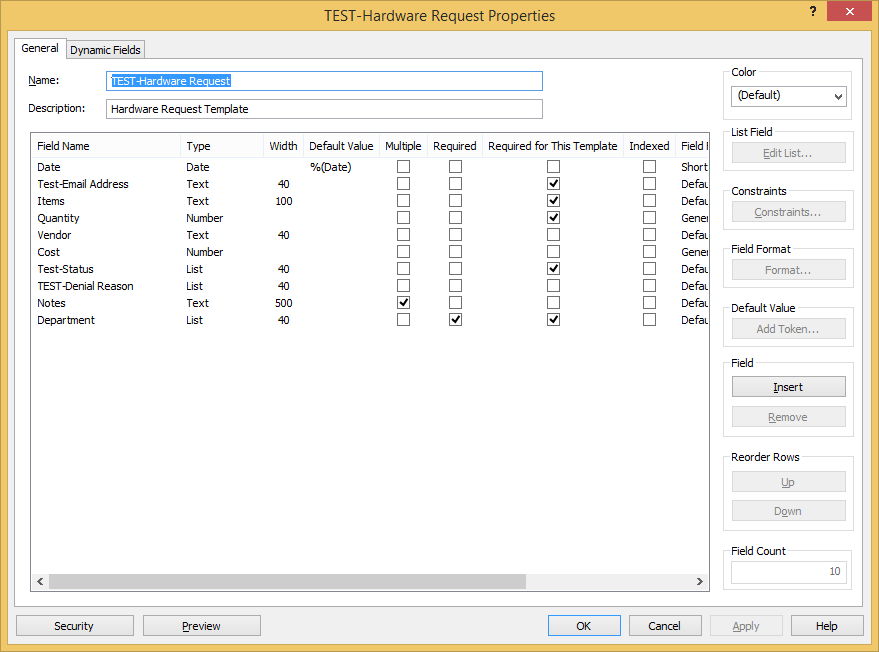 TEST-Hardware Request Properties
?
General Dynamic Fields
Name: TEST-Hardware Request
Description: Hardware Request Template
Field Name Type Width Default Value Multiple Required Required for This Template Indexed Field
Date Date %(Date) Short
Test-Email Address Text 40 Defau
Items Text 100 Defau
Quantity Number Gener
Vendor Text 40 Defau
Cost Number Gener
Test-Status List 40 Defau
TEST-Denial Reason List 40 Defau
Notes Text 500 Defau
Department List 40 Defau
Color
(Default)
List Field
Edit List...
Constraints
Constraints...
Field Format
Format...
Default Value
Add Token...
Field
Insert
Remove
Reorder Rows
Up
Down
Field Count
10
Security Preview OK Cancel Apply Help